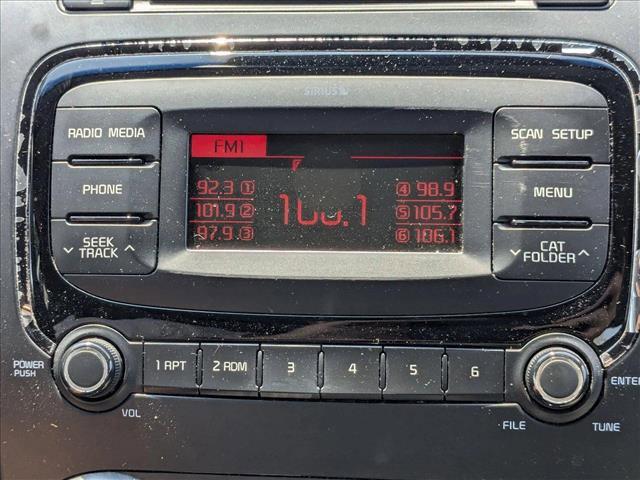 SIRIUS
RADIO MEDIA
SCAN SETUP
FM1
PHONE
MENU
92.3 ① ④ 98.9
101.9 ② ⑤ 105.7
97.9 ③ ⑥ 106.1
∨ SEEK TRACK ∧
∨ CAT FOLDER ∧
POWER PUSH
1 RPT
2 RDM
3
4
5
6
ENTER
VOL
FILE
TUNE